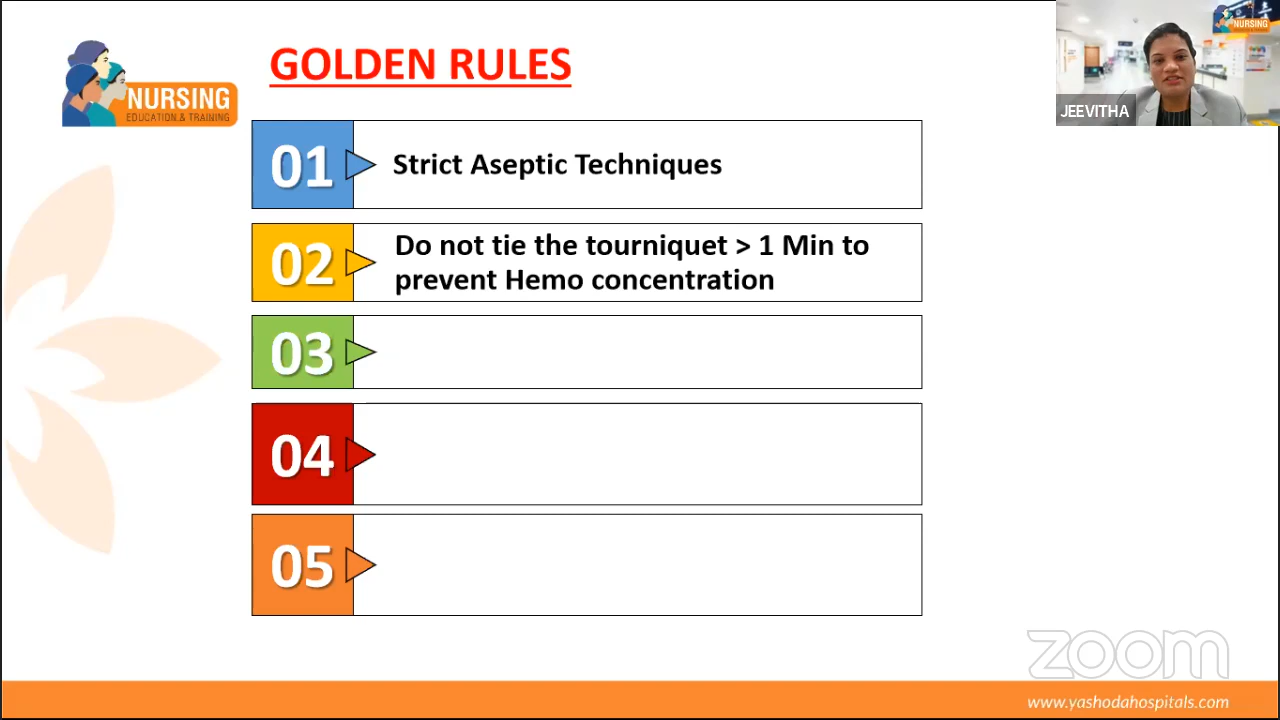 GOLDEN RULES
NURSING
EDUCATION & TRAINING
NURSING
JEEVITHA
01
Strict Aseptic Techniques
02
Do not tie the tourniquet > 1 Min to
prevent Hemo concentration
03
04
05
zoom
www.yashodahospitals.com